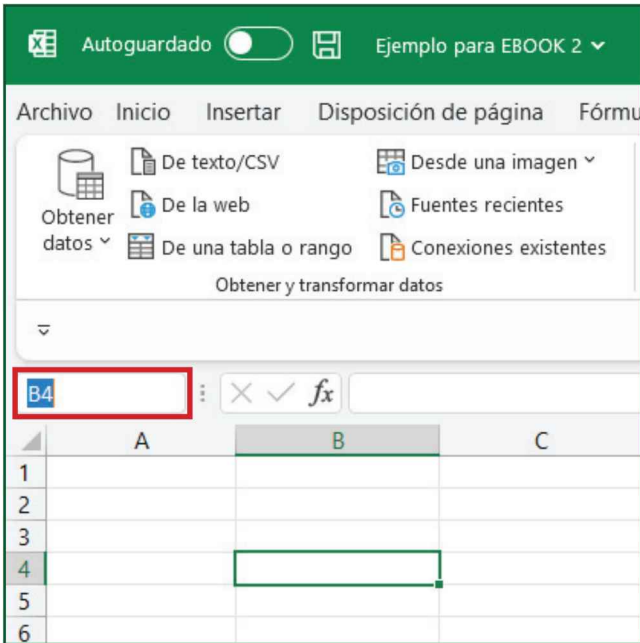 Autoguardado Ejemplo para EBOOK 2
Archivo Inicio Insertar Disposición de página Fórmu
Obtener datos
De texto/CSV
De la web
De una tabla o rango
Desde una imagen
Fuentes recientes
Conexiones existentes
Obtener y transformar datos
B4 fx
A B C
1
2
3
4
5
6